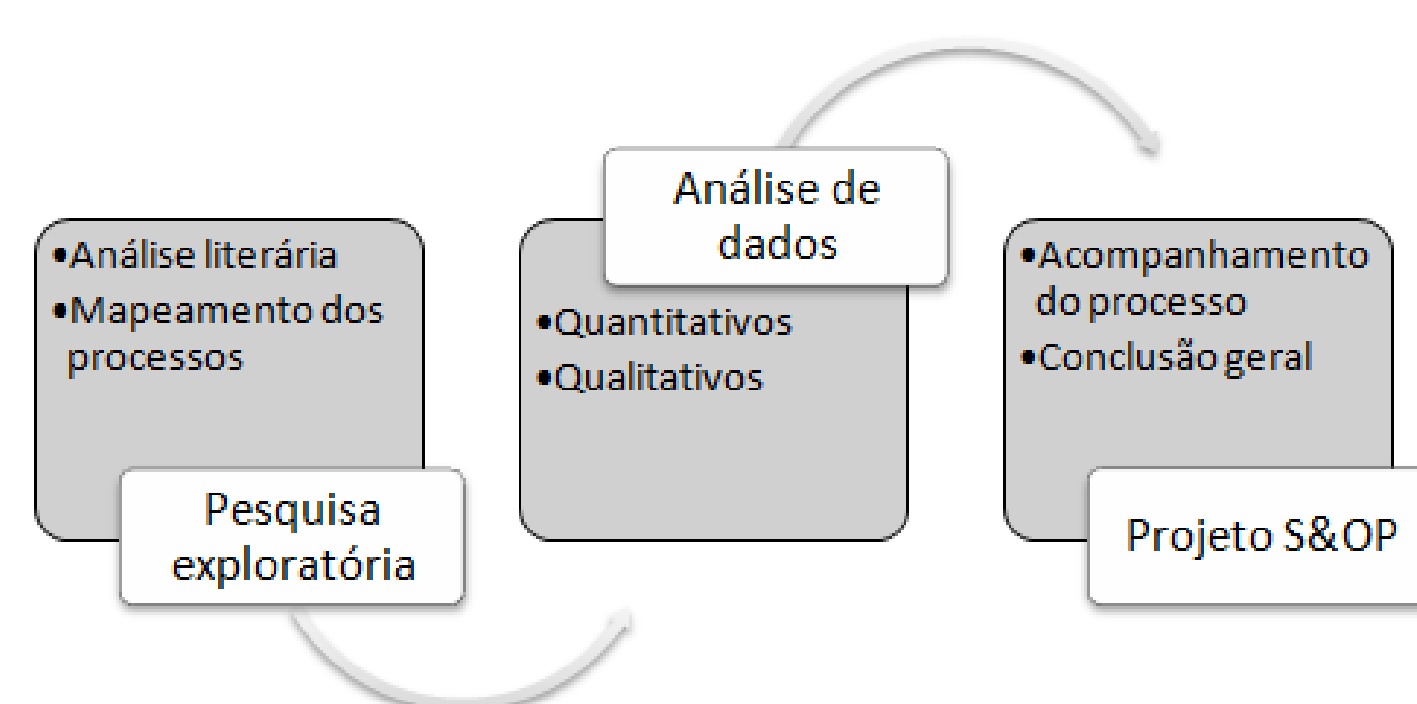 •Análise literária
•Mapeamento dos
processos
Pesquisa
exploratória
Análise de
dados
•Quantitativos
•Qualitativos
•Acompanhamento
do processo
•Conclusão geral
Projeto S&OP